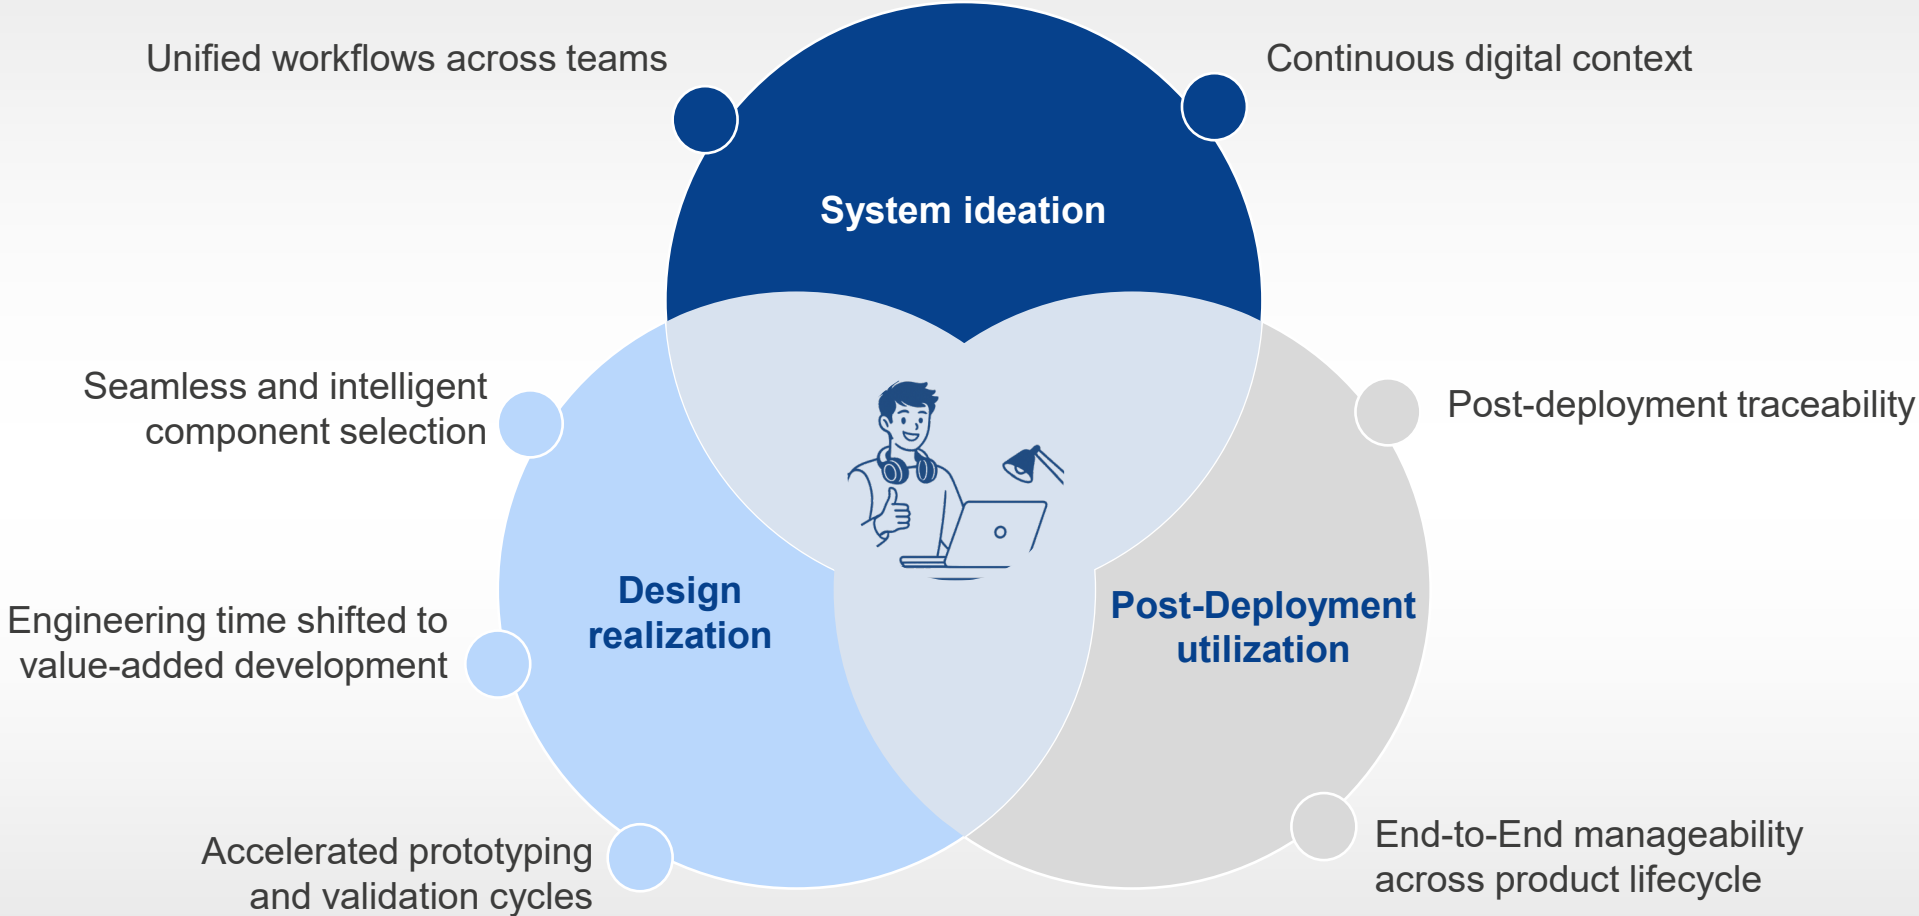 Unified workflows across teams
Continuous digital context
System ideation
Seamless and intelligent
component selection
Post-deployment traceability
Design
realization
Post-Deployment
utilization
Engineering time shifted to
value-added development
Accelerated prototyping
and validation cycles
End-to-End manageability
across product lifecycle